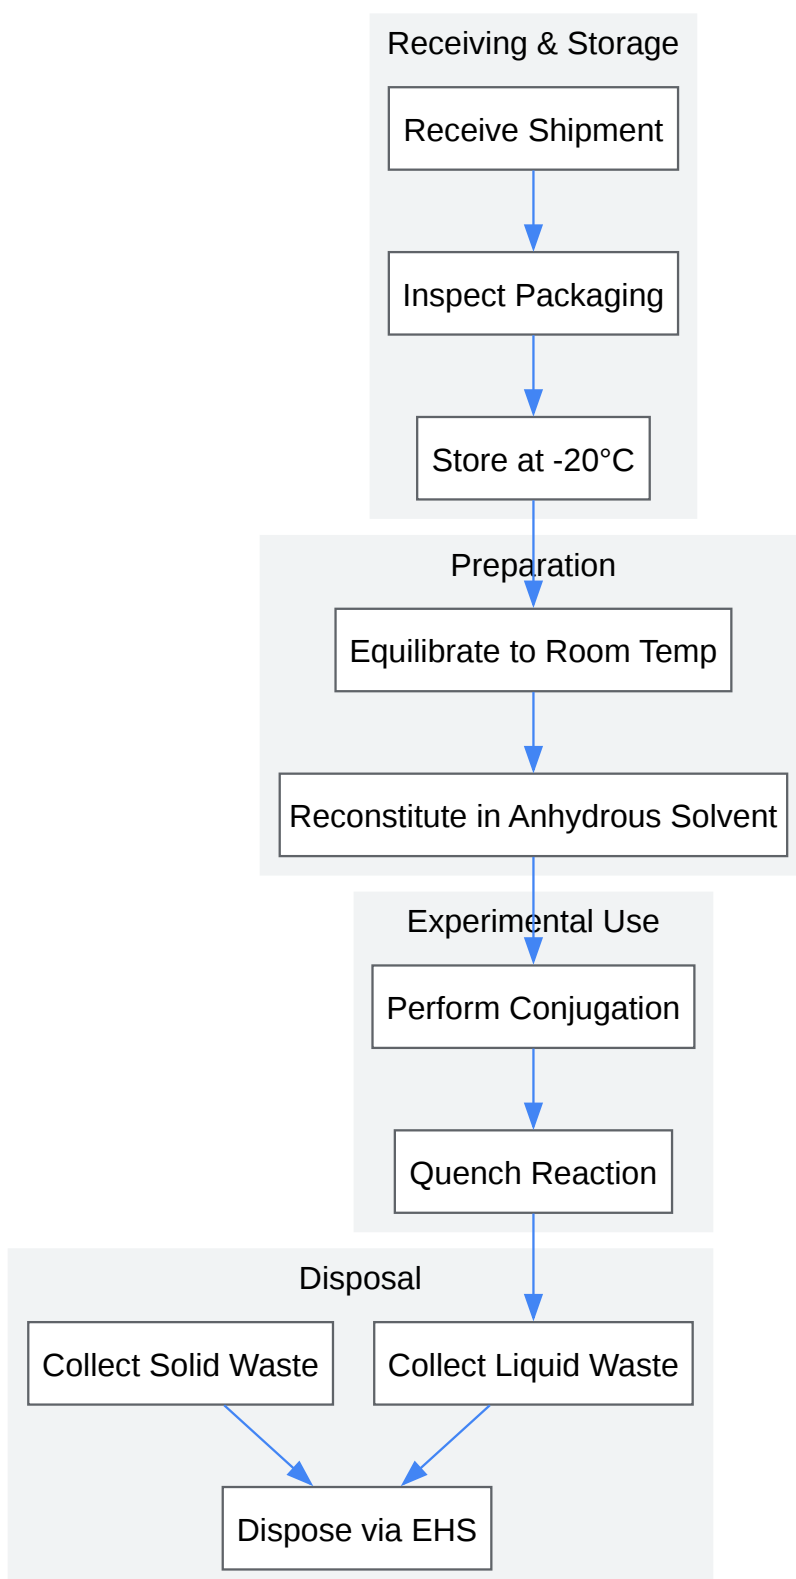 Receiving & Storage
Receive Shipment
Inspect Packaging
Store at -20°C
Preparation
Equilibrate to Room Temp
Reconstitute in Anhydrous Solvent
Experimental Use
Perform Conjugation
Quench Reaction
Disposal
Collect Solid Waste
Collect Liquid Waste
Dispose via EHS